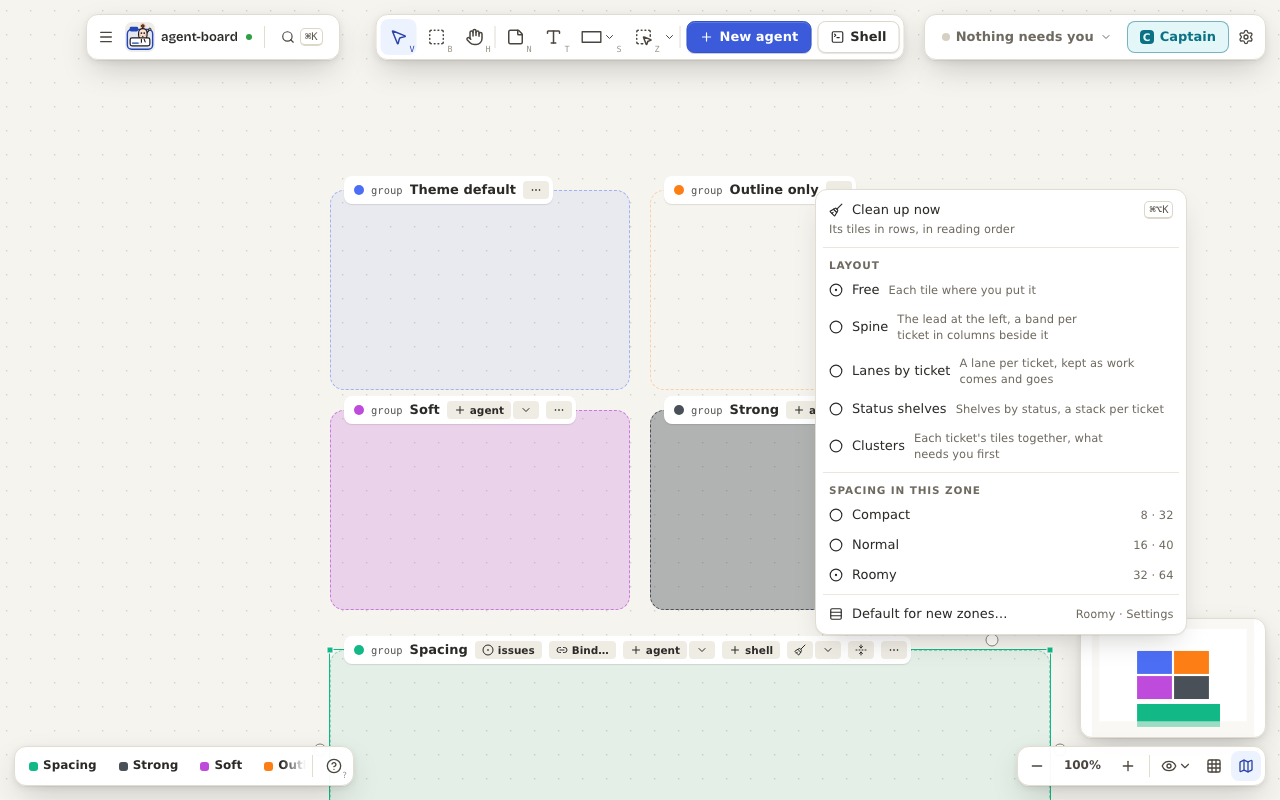 agent-board
⌘K
V
B
H
N
T
S
Z
New agent
Shell
Nothing needs you
C Captain
group Theme default
group Outline only
Clean up now
⌘⌥K
Its tiles in rows, in reading order
LAYOUT
Free Each tile where you put it
Spine The lead at the left, a band per
ticket in columns beside it
Lanes by ticket A lane per ticket, kept as work
comes and goes
Status shelves Shelves by status, a stack per ticket
Clusters Each ticket's tiles together, what
needs you first
SPACING IN THIS ZONE
Compact 8 · 32
Normal 16 · 40
Roomy 32 · 64
Default for new zones... Roomy · Settings
group Soft + agent
group Strong + a
group Spacing issues Bind... + agent + shell
Spacing Strong Soft Out
?
100%